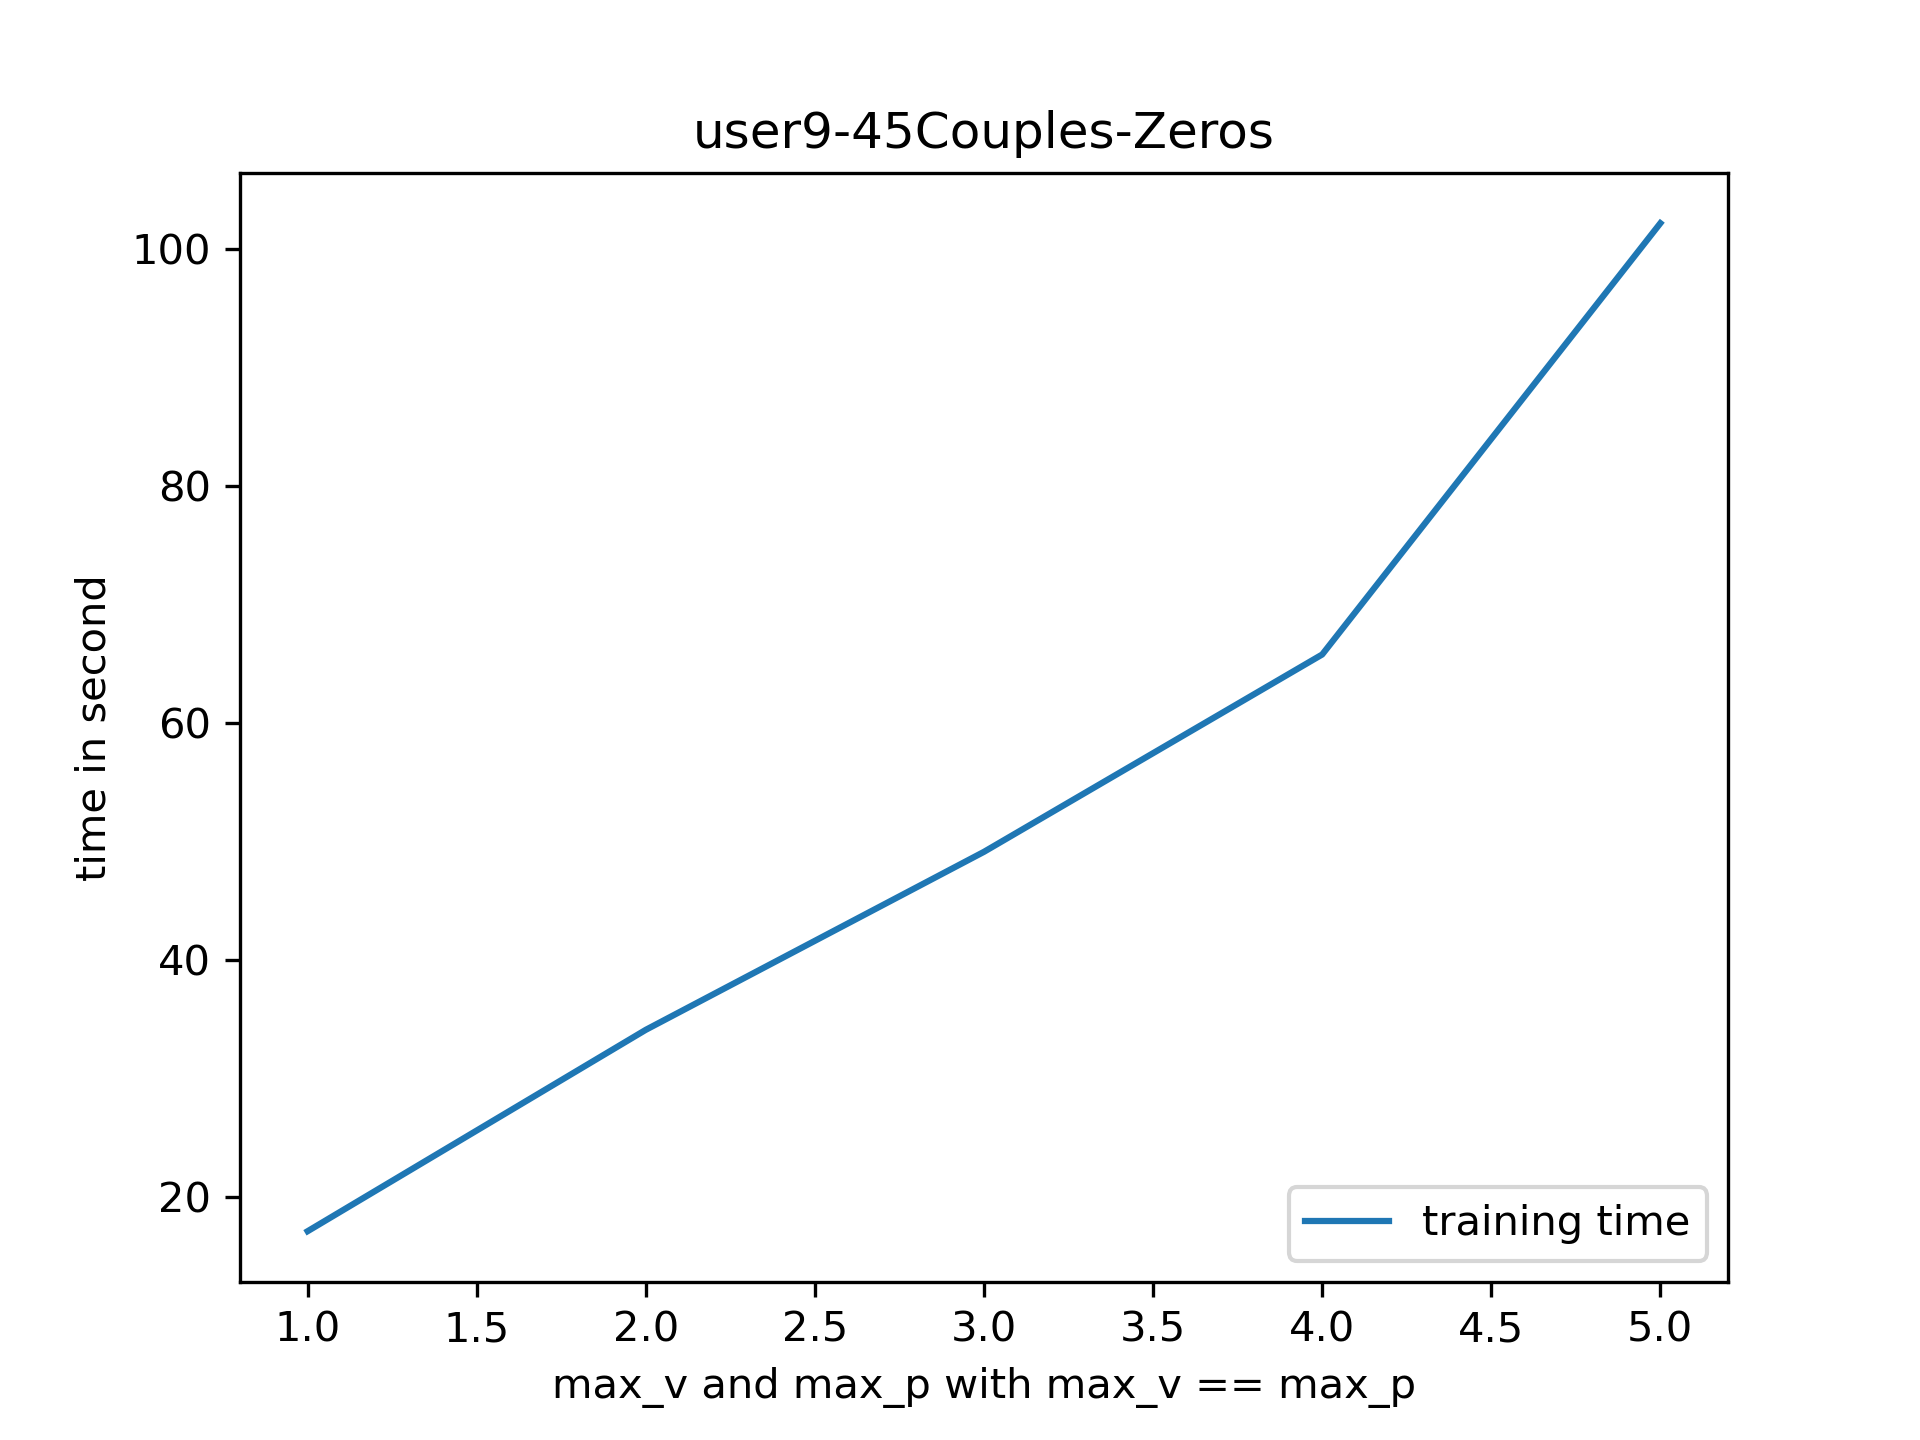 user9-45Couples-Zeros
time in second
100
80
60
40
20
training time
1.0 1.5 2.0 2.5 3.0 3.5 4.0 4.5 5.0
max_v and max_p with max_v == max_p